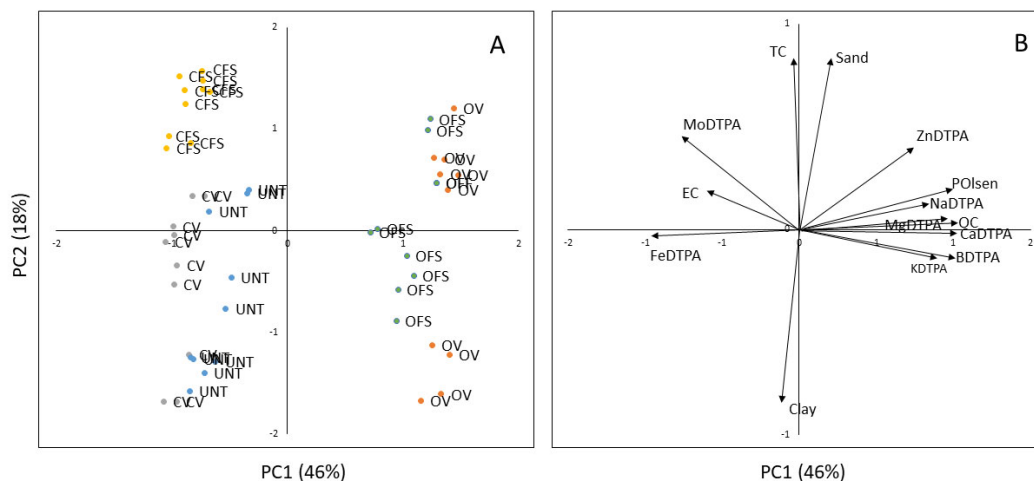 2
A
CFS
CFS
CFS
CFS
CFS
CFS
CFS
CFS
CFS
CFS
OV
OFS
OFS
OV
OV
OV
OV
OFS
OV
CV
CV
UNT
UNT
UNT
CV
CV
CV
CV
CV
-2
-1
0
1
2
OFS
OFS
OFS
OFS
OFS
OFS
UNT
UNT
-1
CV
UNT
UNT
UNT
UNT
UNT
CV
CV
OV
OV
OV
OV
-2
PC2 (18%)
PC1 (46%)
1
B
TC
Sand
MoDTPA
ZnDTPA
EC
POlsen
NaDTPA
MgDTPA
OC
CaDTPA
-2
-1
0
1
2
FeDTPA
KDTPA
BDTPA
Clay
-1
PC1 (46%)